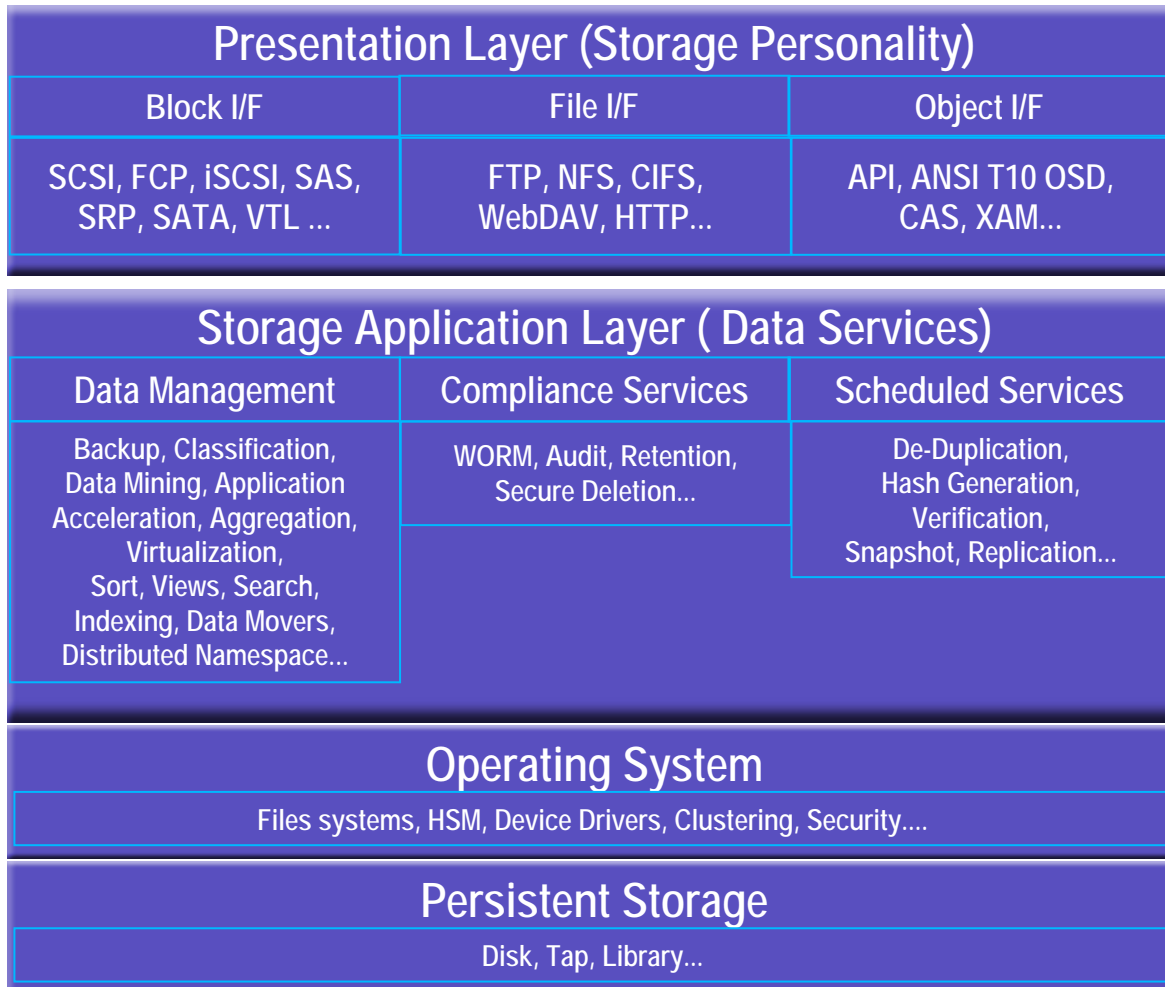 Presentation Layer (Storage Personality)
Block I/F
File I/F
Object I/F
SCSI, FCP, iSCSI, SAS,
SRP, SATA, VTL ...
FTP, NFS, CIFS,
WebDAV, HTTP...
API, ANSI T10 OSD,
CAS, XAM...
Storage Application Layer ( Data Services)
Data Management
Compliance Services
Scheduled Services
Backup, Classification,
Data Mining, Application
Acceleration, Aggregation,
Virtualization,
Sort, Views, Search,
Indexing, Data Movers,
Distributed Namespace...
WORM, Audit, Retention,
Secure Deletion...
De-Duplication,
Hash Generation,
Verification,
Snapshot, Replication...
Operating System
Files systems, HSM, Device Drivers, Clustering, Security....
Persistent Storage
Disk, Tap, Library...